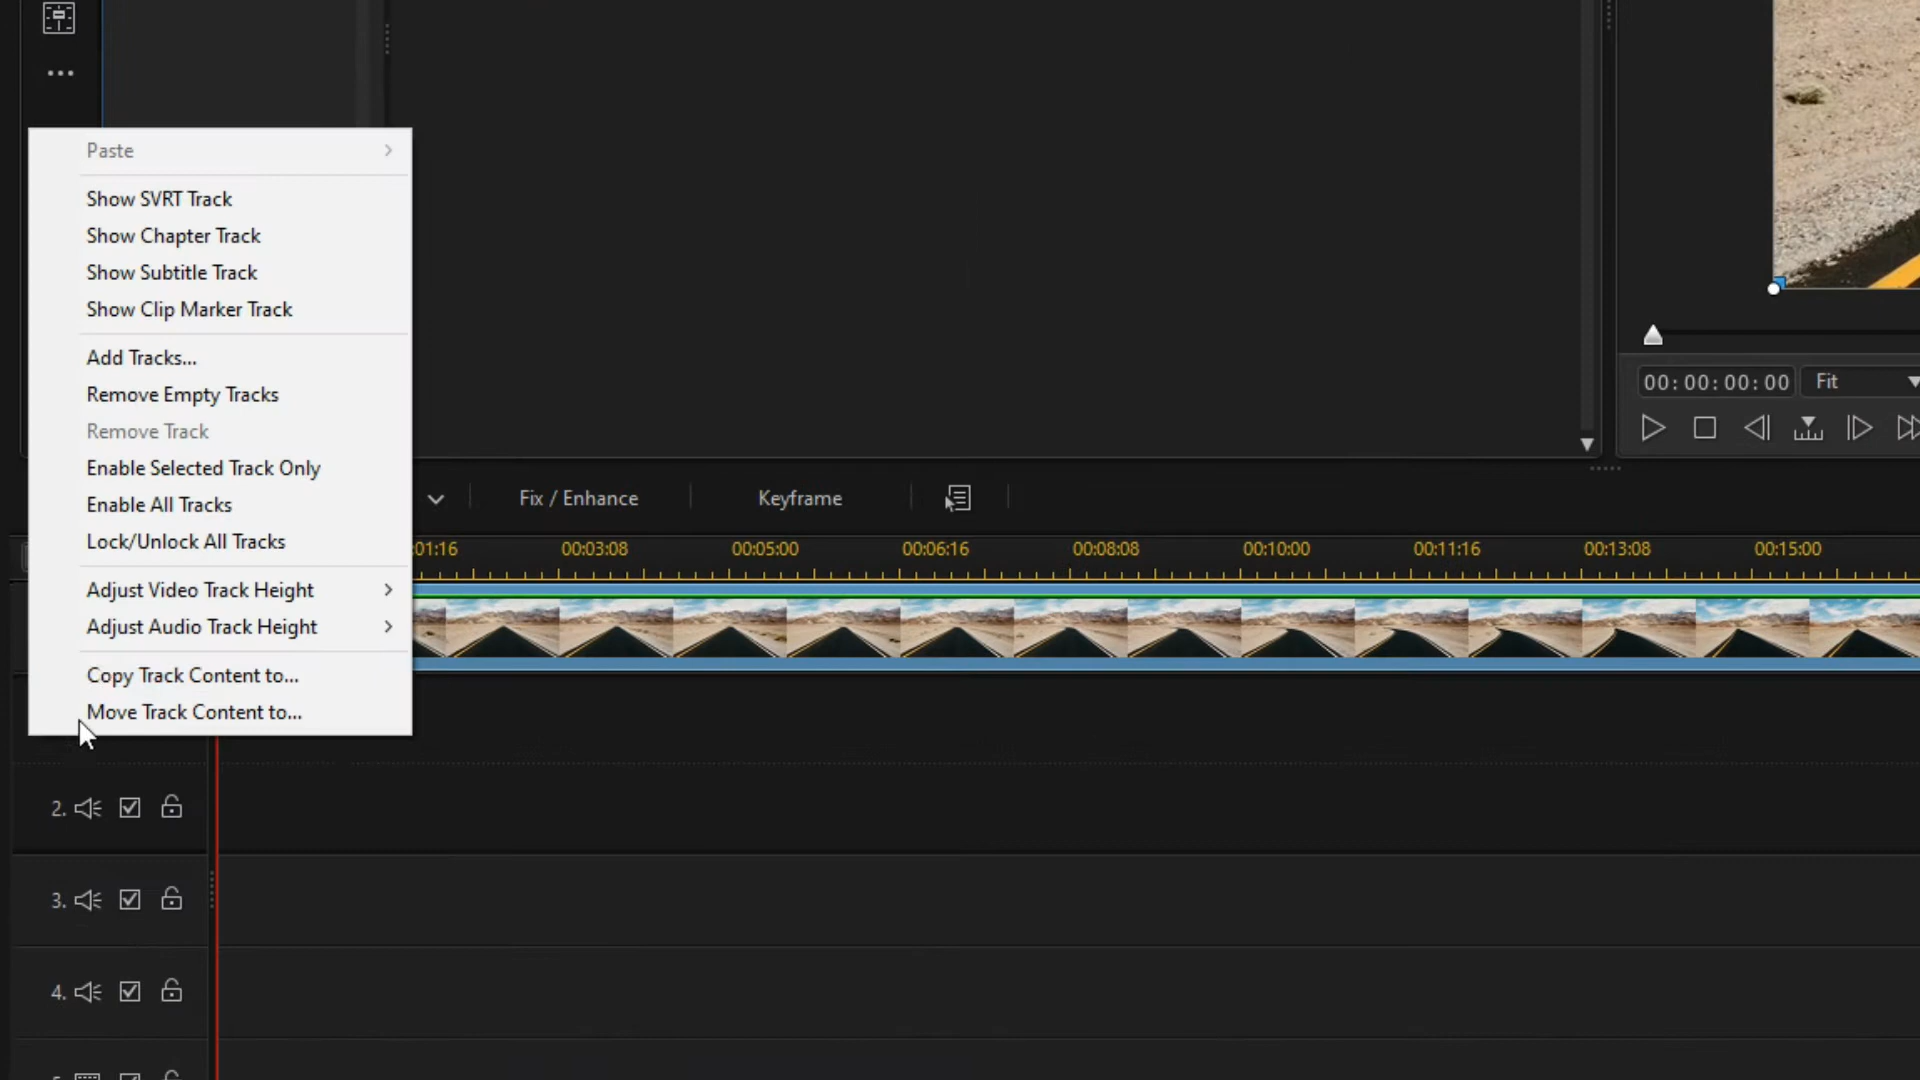 Paste
Show SVRT Track
Show Chapter Track
Show Subtitle Track
Show Clip Marker Track
Add Tracks...
Remove Empty Tracks
Remove Track
Enable Selected Track Only
Enable All Tracks
Lock/Unlock All Tracks
Adjust Video Track Height
Adjust Audio Track Height
Copy Track Content to...
Move Track Content to...
00:00:00:00 Fit
Fix / Enhance Keyframe
:01:16 00:03:08 00:05:00 00:06:16 00:08:08 00:10:00 00:11:16 00:13:08 00:15:00
2.
3.
4.